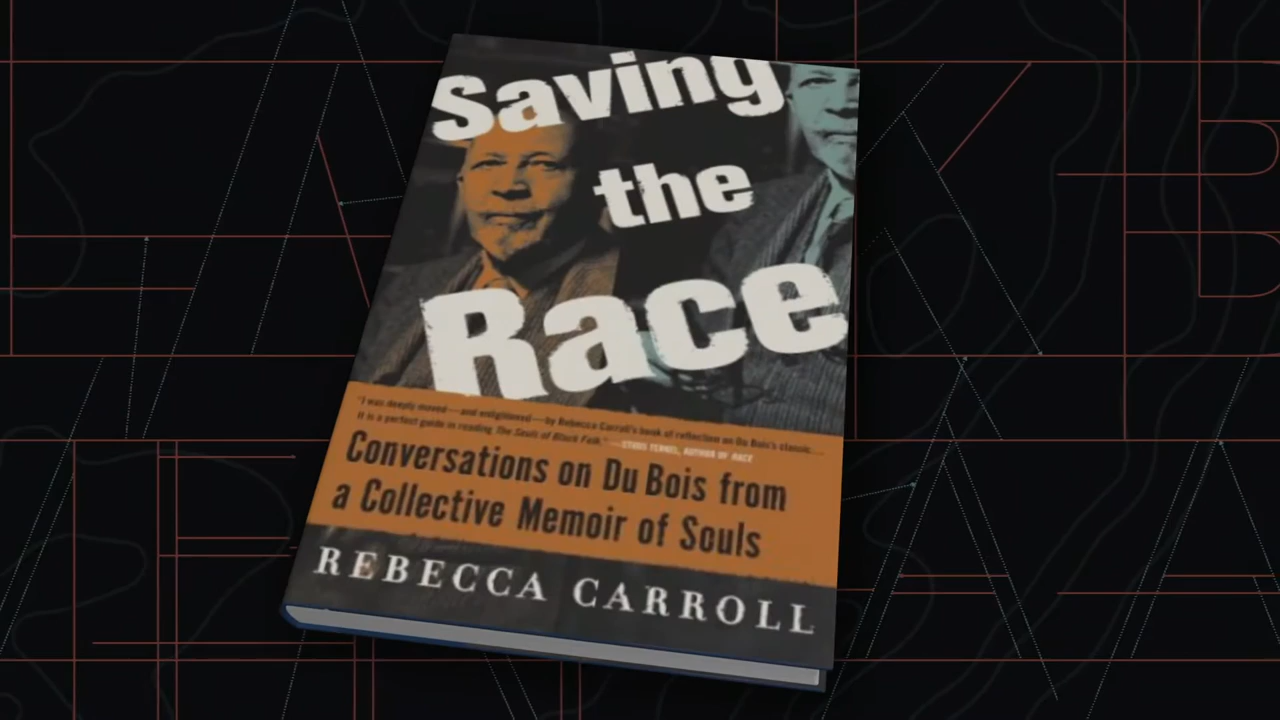 Saving
the
Race
"I was deeply moved—and enlightened—by Rebecca Carroll's book of reflection on Du Bois's classic....
It is a perfect guide in reading The Souls of Black Folk." —STUDS TERKEL, AUTHOR OF RACE
Conversations on Du Bois from
a Collective Memoir of Souls
REBECCA CARROLL